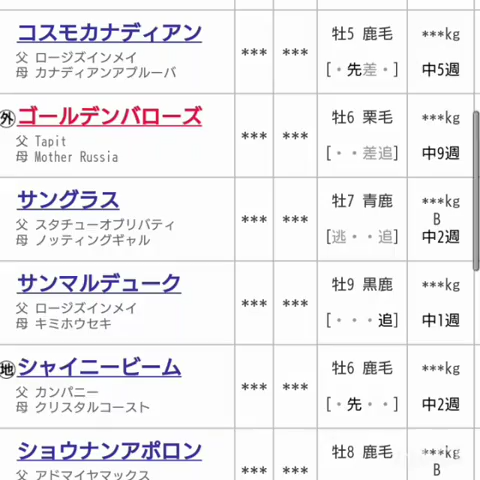 コスモカナディアン *** *** 牡5 鹿毛 ***kg
父 ロージズインメイ
母 カナディアンアプルーバ [・先差・] 中5週
外 ゴールデンバローズ *** *** 牡6 栗毛 ***kg
父 Tapit
母 Mother Russia [・・差追] 中9週
サングラス *** *** 牡7 青鹿 ***kg
B
父 スタチューオブリバティ
母 ノッティングギャル [逃・・追] 中2週
サンマルデューク *** *** 牡9 黒鹿 ***kg
父 ロージズインメイ
母 キミホウセキ [・・・追] 中1週
地 シャイニービーム *** *** 牡6 鹿毛 ***kg
父 カンパニー
母 クリスタルコースト [・先・・] 中2週
ショウナンアポロン *** *** 牡8 鹿毛 ***kg
B
父 アドマイヤマックス